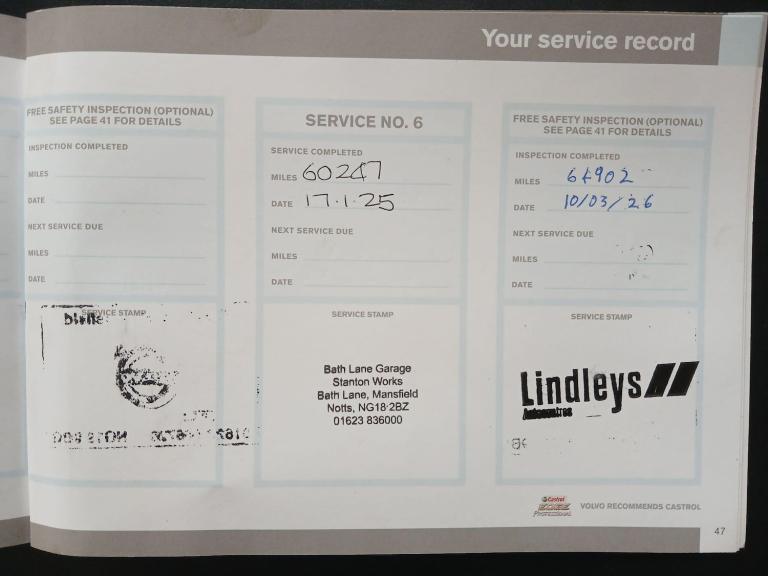 Your service record
FREE SAFETY INSPECTION (OPTIONAL)
SEE PAGE 41 FOR DETAILS
INSPECTION COMPLETED
MILES
DATE
NEXT SERVICE DUE
MILES
DATE
SERVICE STAMP
SERVICE NO. 6
SERVICE COMPLETED
MILES 60247
DATE 17.1.25
NEXT SERVICE DUE
MILES
DATE
SERVICE STAMP
Bath Lane Garage
Stanton Works
Bath Lane, Mansfield
Notts, NG18 2BZ
01623 836000
FREE SAFETY INSPECTION (OPTIONAL)
SEE PAGE 41 FOR DETAILS
INSPECTION COMPLETED
MILES 64902
DATE 10/03/26
NEXT SERVICE DUE
MILES
DATE
SERVICE STAMP
Lindleys
Autocentres
Castrol
EDGE
PROFESSIONAL
VOLVO RECOMMENDS CASTROL
47